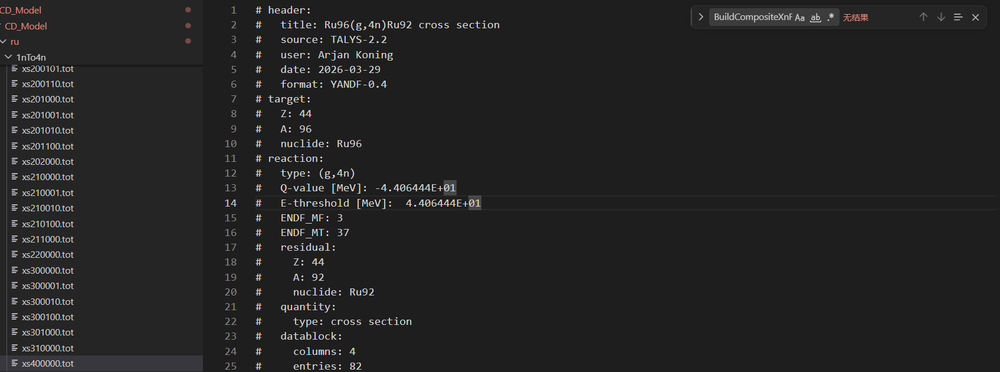 CD_Model
CD_Model
ru
1nTo4n
xs200101.tot
xs200110.tot
xs201000.tot
xs201001.tot
xs201010.tot
xs201100.tot
xs202000.tot
xs210000.tot
xs210001.tot
xs210010.tot
xs210100.tot
xs211000.tot
xs220000.tot
xs300000.tot
xs300001.tot
xs300010.tot
xs300100.tot
xs301000.tot
xs310000.tot
xs400000.tot
1 # header:
2 #   title: Ru96(g,4n)Ru92 cross section
3 #   source: TALYS-2.2
4 #   user: Arjan Koning
5 #   date: 2026-03-29
6 #   format: YANDF-0.4
7 # target:
8 #   Z: 44
9 #   A: 96
10 #   nuclide: Ru96
11 # reaction:
12 #   type: (g,4n)
13 #   Q-value [MeV]: -4.406444E+01
14 #   E-threshold [MeV]:  4.406444E+01
15 #   ENDF_MF: 3
16 #   ENDF_MT: 37
17 #   residual:
18 #     Z: 44
19 #     A: 92
20 #     nuclide: Ru92
21 #   quantity:
22 #     type: cross section
23 #   datablock:
24 #     columns: 4
25 #     entries: 82
BuildCompositeXnF Aa ab .* 无结果